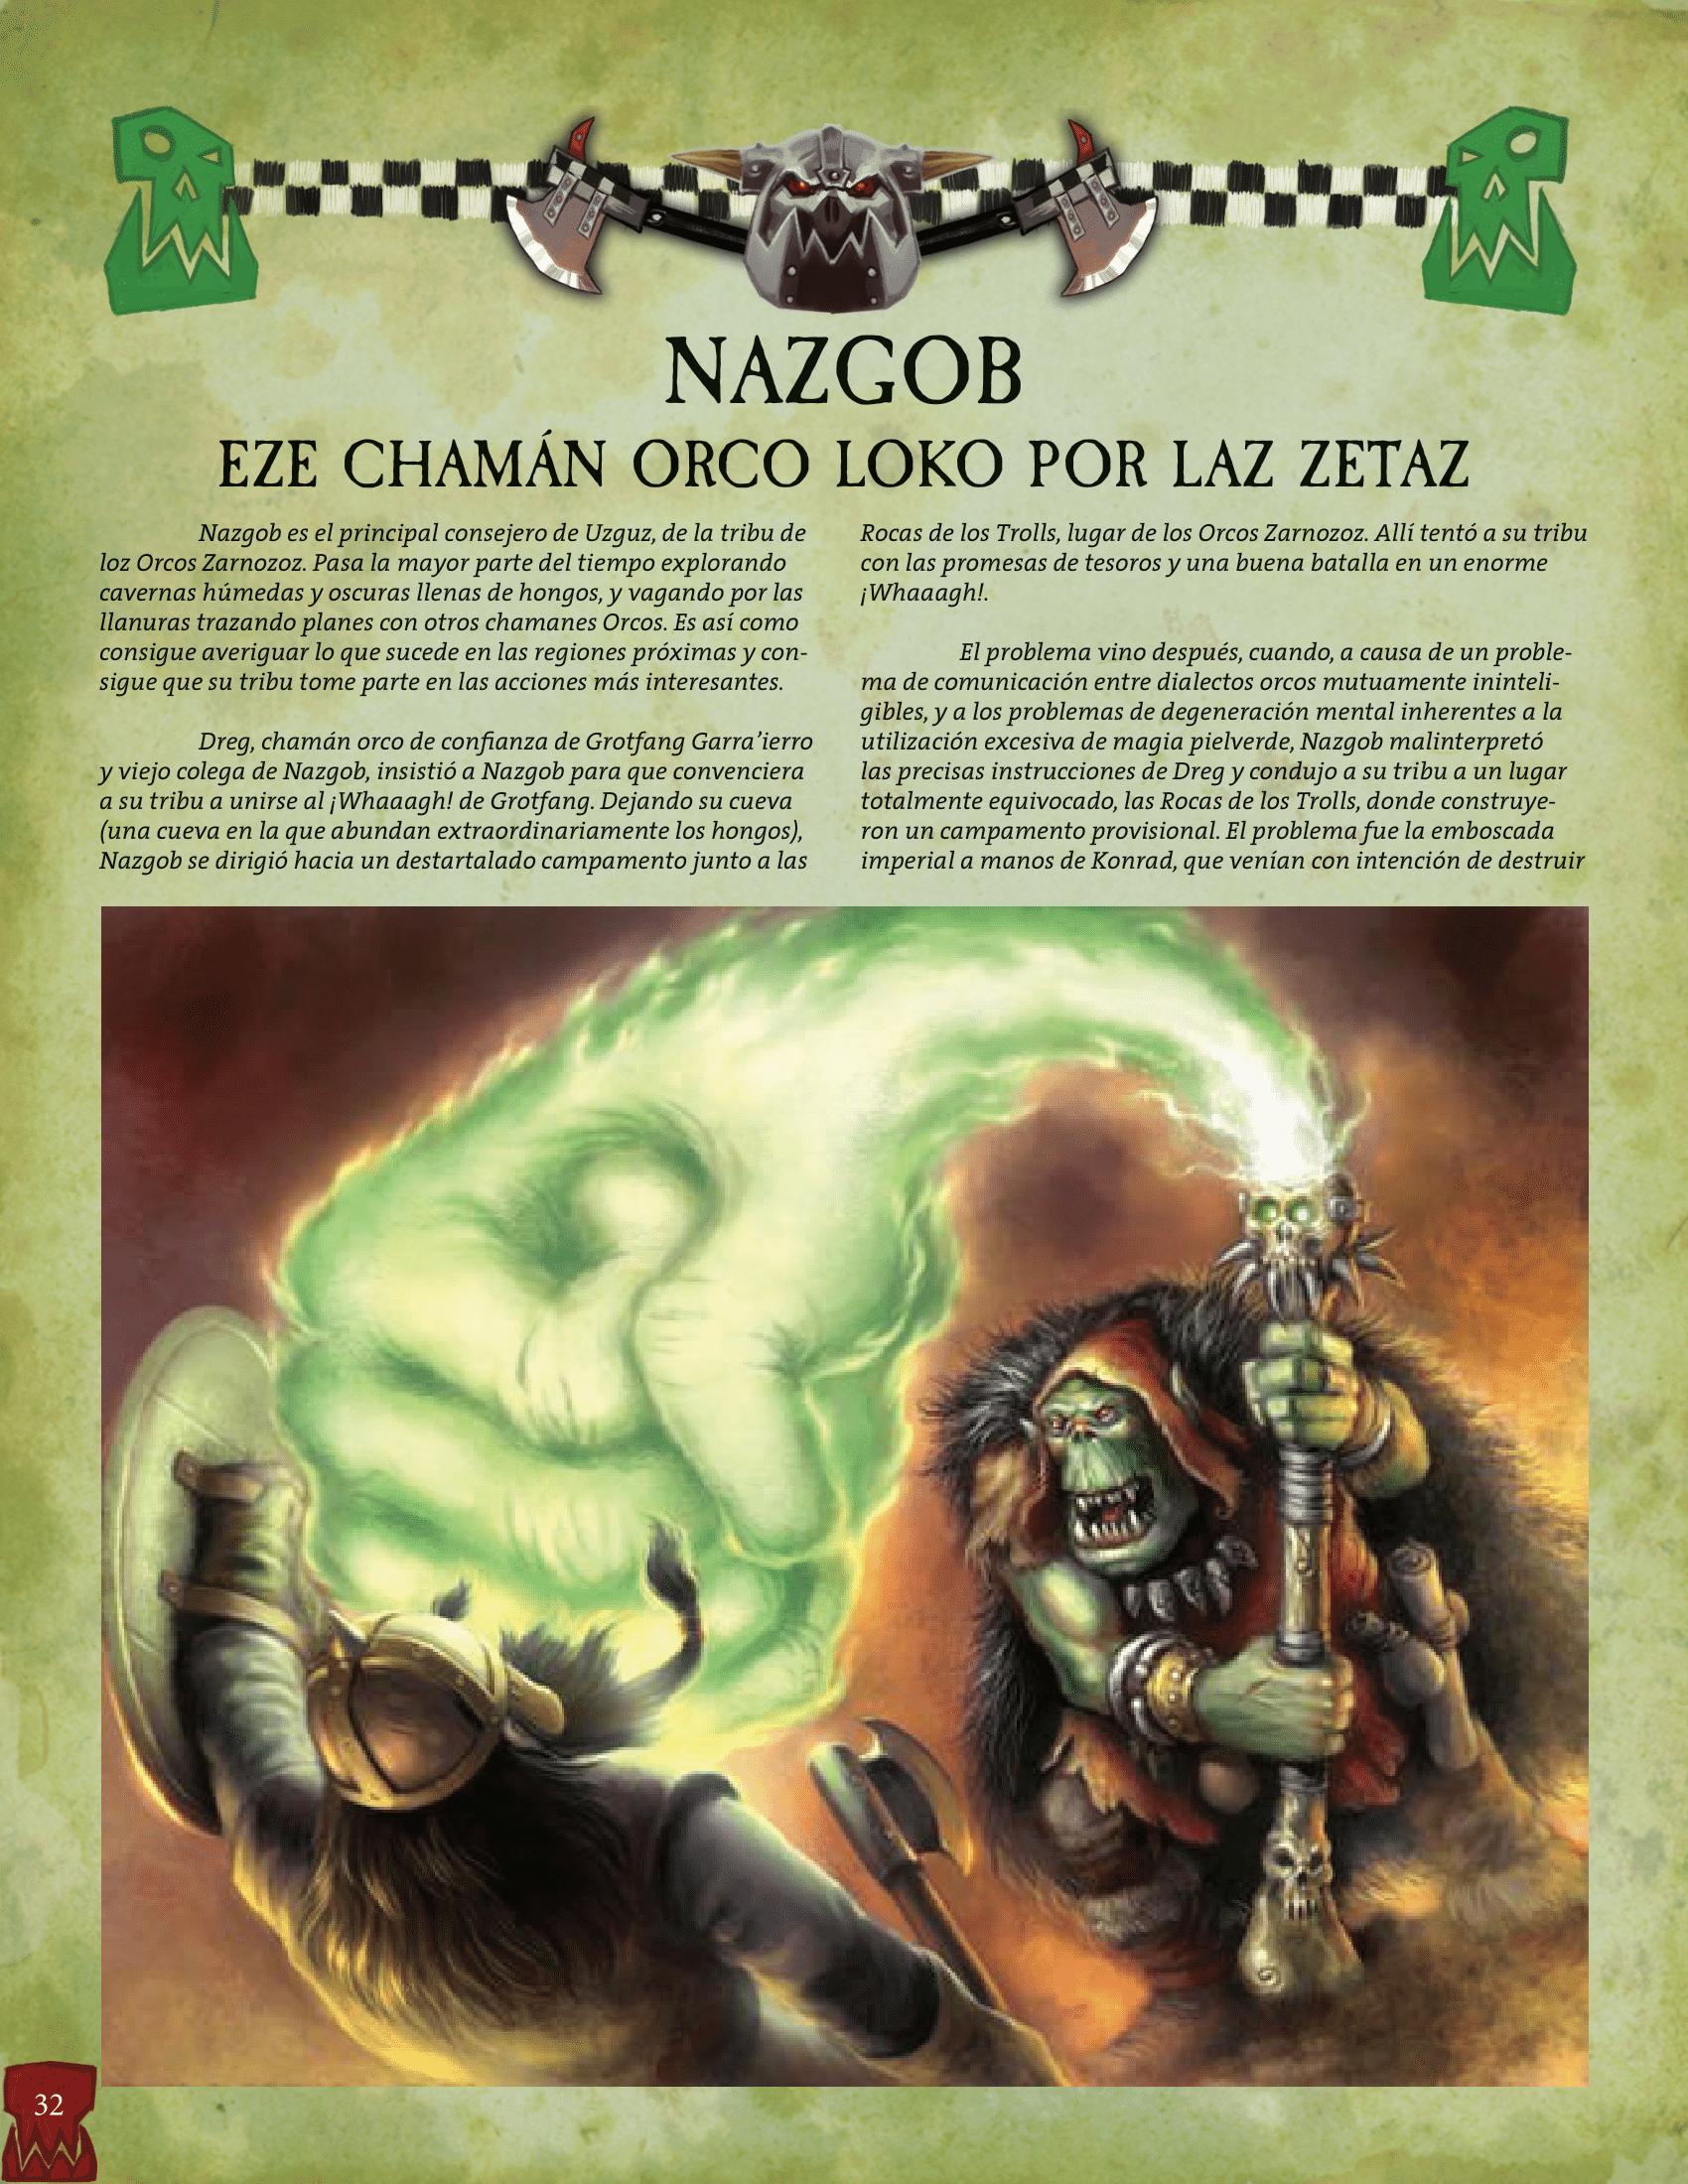 NAZGOB
EZE CHAMÁN ORCO LOKO POR LAZ ZETAZ
Nazgob es el principal consejero de Uzguz, de la tribu de
loz Orcos Zarnozoz. Pasa la mayor parte del tiempo explorando
cavernas húmedas y oscuras llenas de hongos, y vagando por las
llanuras trazando planes con otros chamanes Orcos. Es así como
consigue averiguar lo que sucede en las regiones próximas y con-
sigue que su tribu tome parte en las acciones más interesantes.
Dreg, chamán orco de confianza de Grotfang Garra’ierro
y viejo colega de Nazgob, insistió a Nazgob para que convenciera
a su tribu a unirse al ¡Whaaagh! de Grotfang. Dejando su cueva
(una cueva en la que abundan extraordinariamente los hongos),
Nazgob se dirigió hacia un destartalado campamento junto a las
Rocas de los Trolls, lugar de los Orcos Zarnozoz. Allí tentó a su tribu
con las promesas de tesoros y una buena batalla en un enorme
¡Whaaagh!.
El problema vino después, cuando, a causa de un proble-
ma de comunicación entre dialectos orcos mutuamente ininteli-
gibles, y a los problemas de degeneración mental inherentes a la
utilización excesiva de magia pielverde, Nazgob malinterpretó
las precisas instrucciones de Dreg y condujo a su tribu a un lugar
totalmente equivocado, las Rocas de los Trolls, donde construye-
ron un campamento provisional. El problema fue la emboscada
imperial a manos de Konrad, que venían con intención de destruir
32